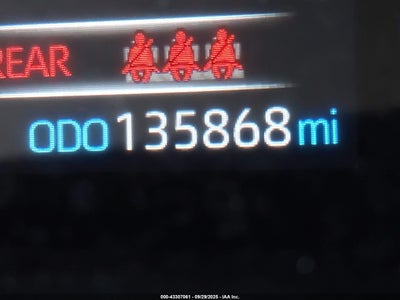 REAR
ODO 135868 mi
000-43307061 - 09/29/2025 - IAA Inc.